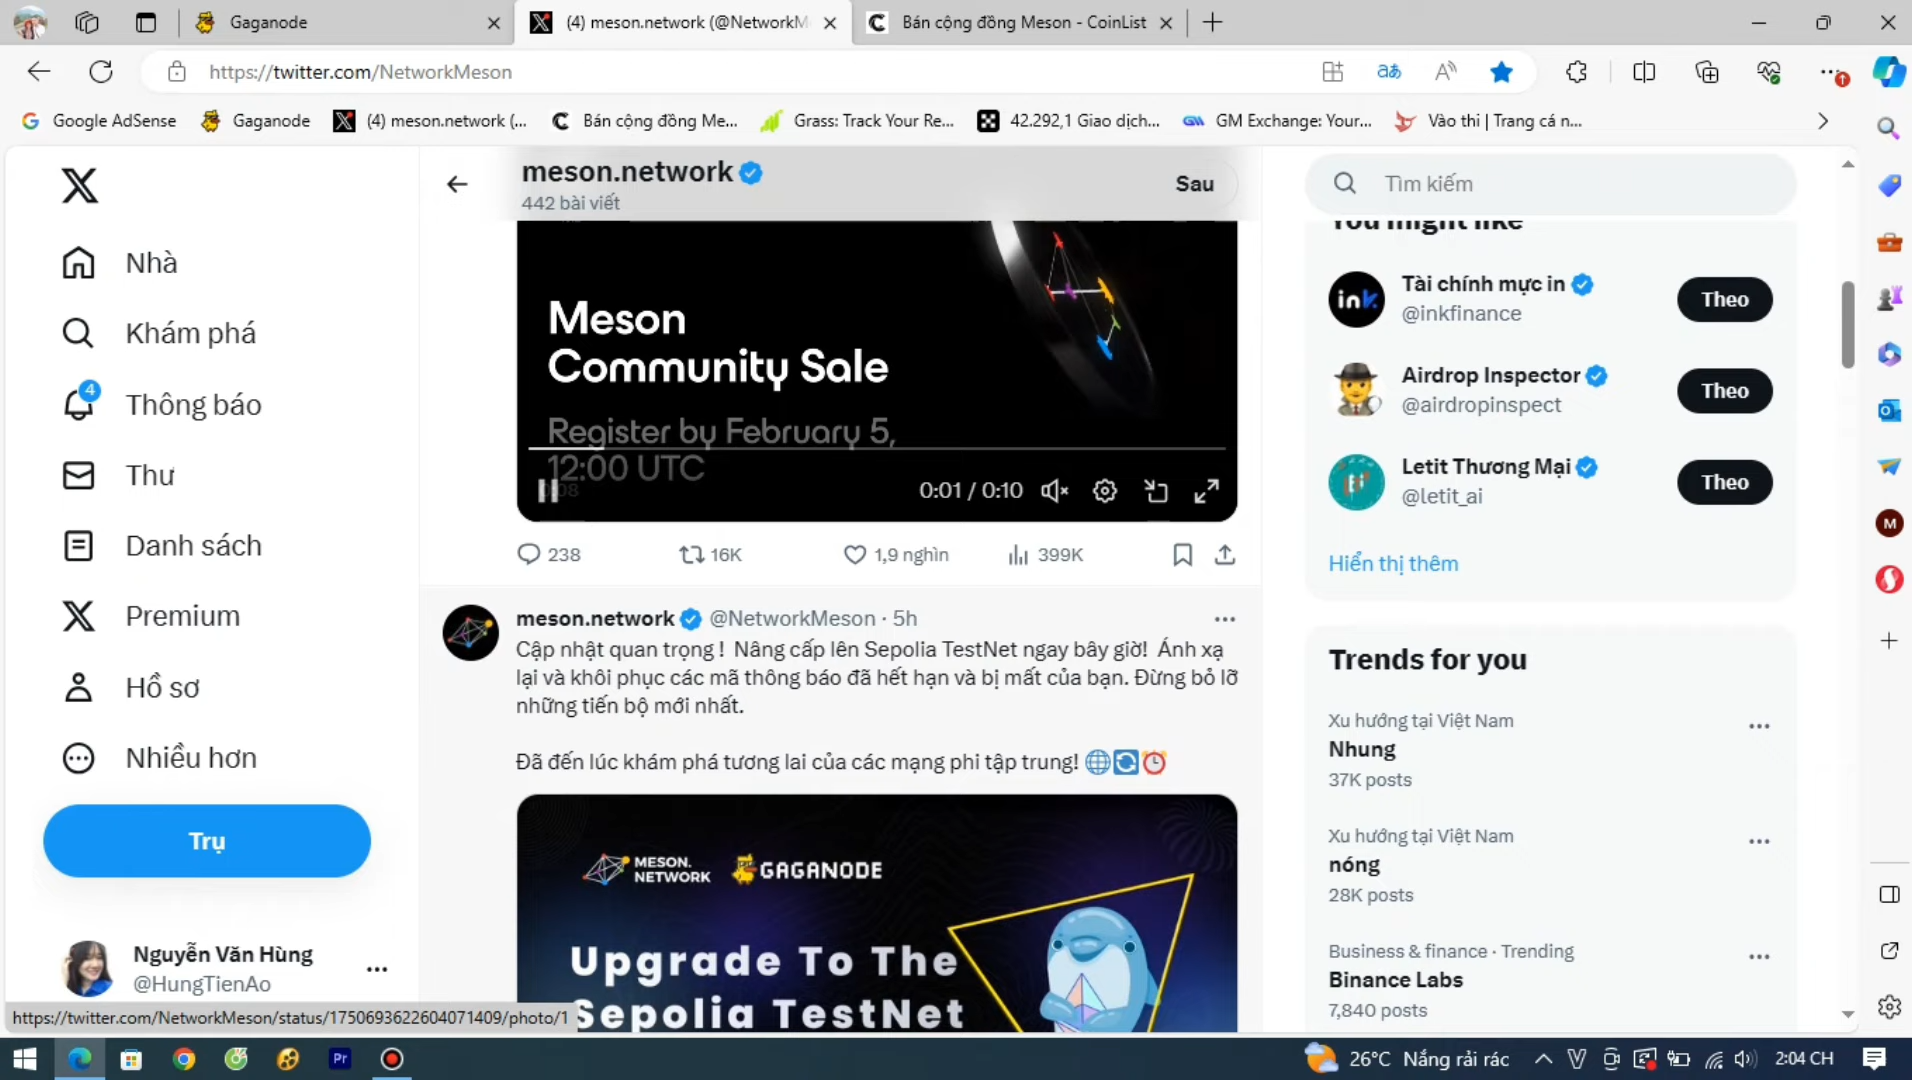 Gaganode
(4) meson.network (@NetworkM
Bán cộng đồng Meson - CoinList
https://twitter.com/NetworkMeson
Google AdSense
Gaganode
(4) meson.network (...
Bán cộng đồng Me...
Grass: Track Your Re...
42.292,1 Giao dịch...
GM Exchange: Your...
Vào thi | Trang cá n...
meson.network
442 bài viết
Sau
Tìm kiếm
Nhà
Khám phá
4
Thông báo
Thư
Danh sách
Premium
Hồ sơ
Nhiều hơn
Trụ
Nguyễn Văn Hùng
@HungTienAo
Meson
Community Sale
Register by February 5,
12:00 UTC
0:08
0:01 / 0:10
238
16K
1,9 nghìn
399K
meson.network @NetworkMeson · 5h
Cập nhật quan trọng ! Nâng cấp lên Sepolia TestNet ngay bây giờ! Ánh xạ
lại và khôi phục các mã thông báo đã hết hạn và bị mất của bạn. Đừng bỏ lỡ
những tiến bộ mới nhất.
Đã đến lúc khám phá tương lai của các mạng phi tập trung!
MESON.
NETWORK
GAGANODE
Upgrade To The
Sepolia TestNet
You might like
ink
Tài chính mực in
@inkfinance
Theo
Airdrop Inspector
@airdropinspect
Theo
Letit Thương Mại
@letit_ai
Theo
Hiển thị thêm
Trends for you
Xu hướng tại Việt Nam
Nhung
37K posts
Xu hướng tại Việt Nam
nóng
28K posts
Business & finance · Trending
Binance Labs
7,840 posts
M
https://twitter.com/NetworkMeson/status/1750693622604071409/photo/1
Pr
26°C Nắng rải rác
2:04 CH